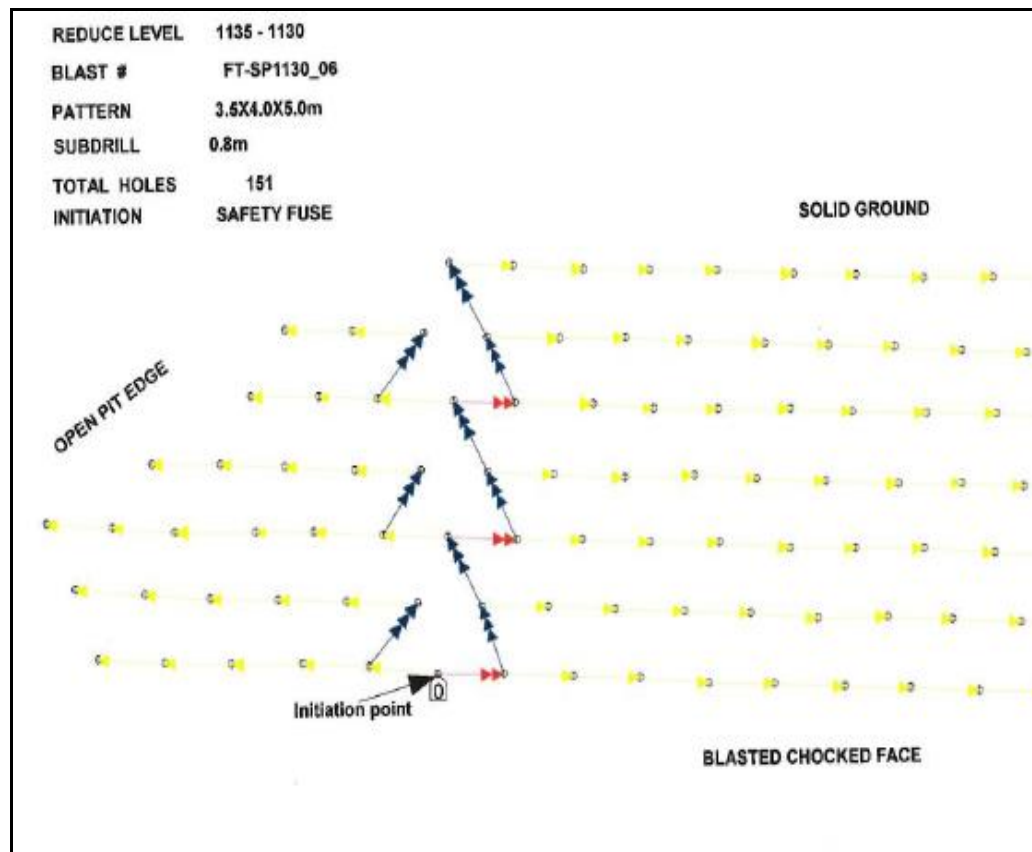 REDUCE LEVEL 1135 - 1130
BLAST # FT-SP1130_06
PATTERN 3.5X4.0X5.0m
SUBDRILL 0.8m
TOTAL HOLES 151
INITIATION SAFETY FUSE
SOLID GROUND
OPEN PIT EDGE
0
Initiation point
BLASTED CHOCKED FACE